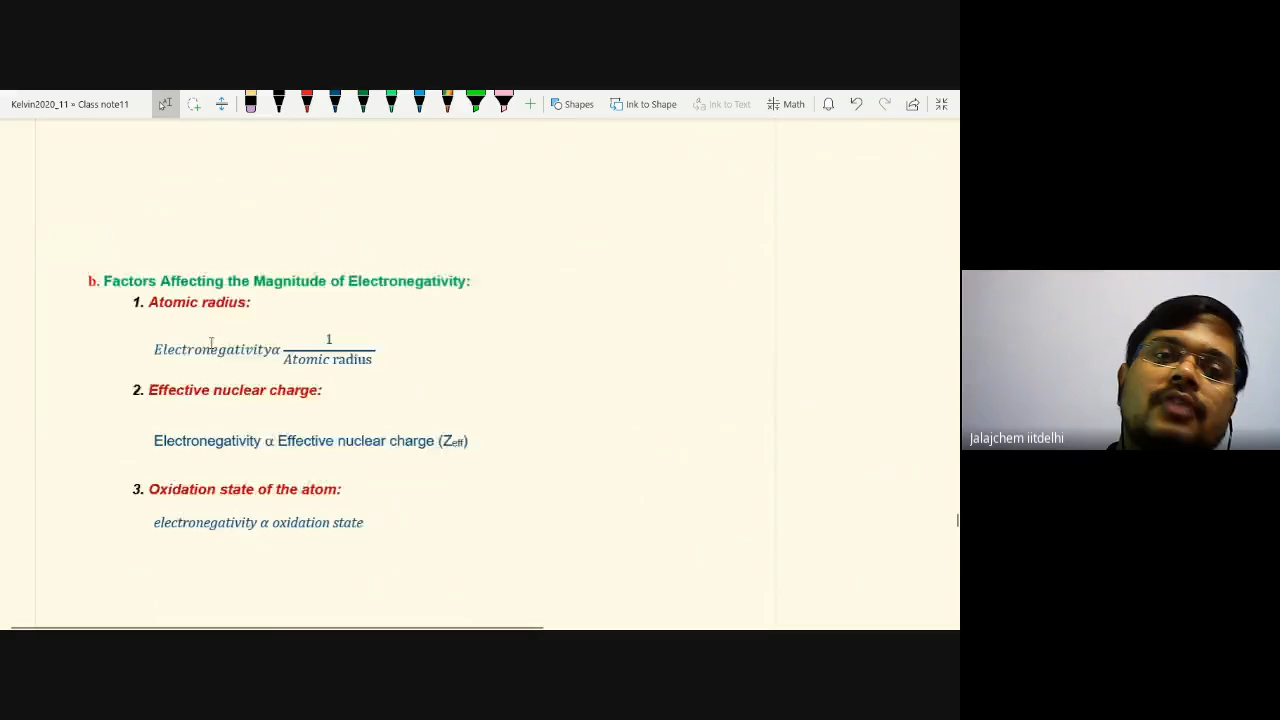 Kelvin2020_11 » Class note11
Shapes
Ink to Shape
Ink to Text
Math
b. Factors Affecting the Magnitude of Electronegativity:
1. Atomic radius:
Electronegativity α 1 / Atomic radius
2. Effective nuclear charge:
Electronegativity α Effective nuclear charge (Zeff)
3. Oxidation state of the atom:
electronegativity α oxidation state
Jalajchem iitdelhi